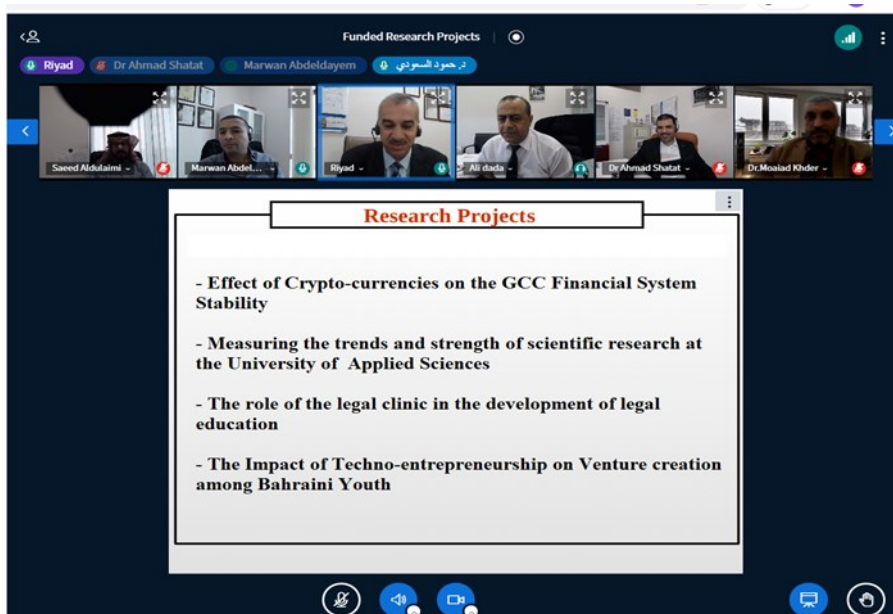 Funded Research Projects
Riyad
Dr Ahmad Shatat
Marwan Abdeldayem
د. حمود السعودي
Saeed Aldulaimi
Marwan Abdel...
Riyad
Ali dada
Dr Ahmad Shatat
Dr.Moaiad Khder
Research Projects
- Effect of Crypto-currencies on the GCC Financial System
Stability
- Measuring the trends and strength of scientific research at
the University of Applied Sciences
- The role of the legal clinic in the development of legal
education
- The Impact of Techno-entrepreneurship on Venture creation
among Bahraini Youth